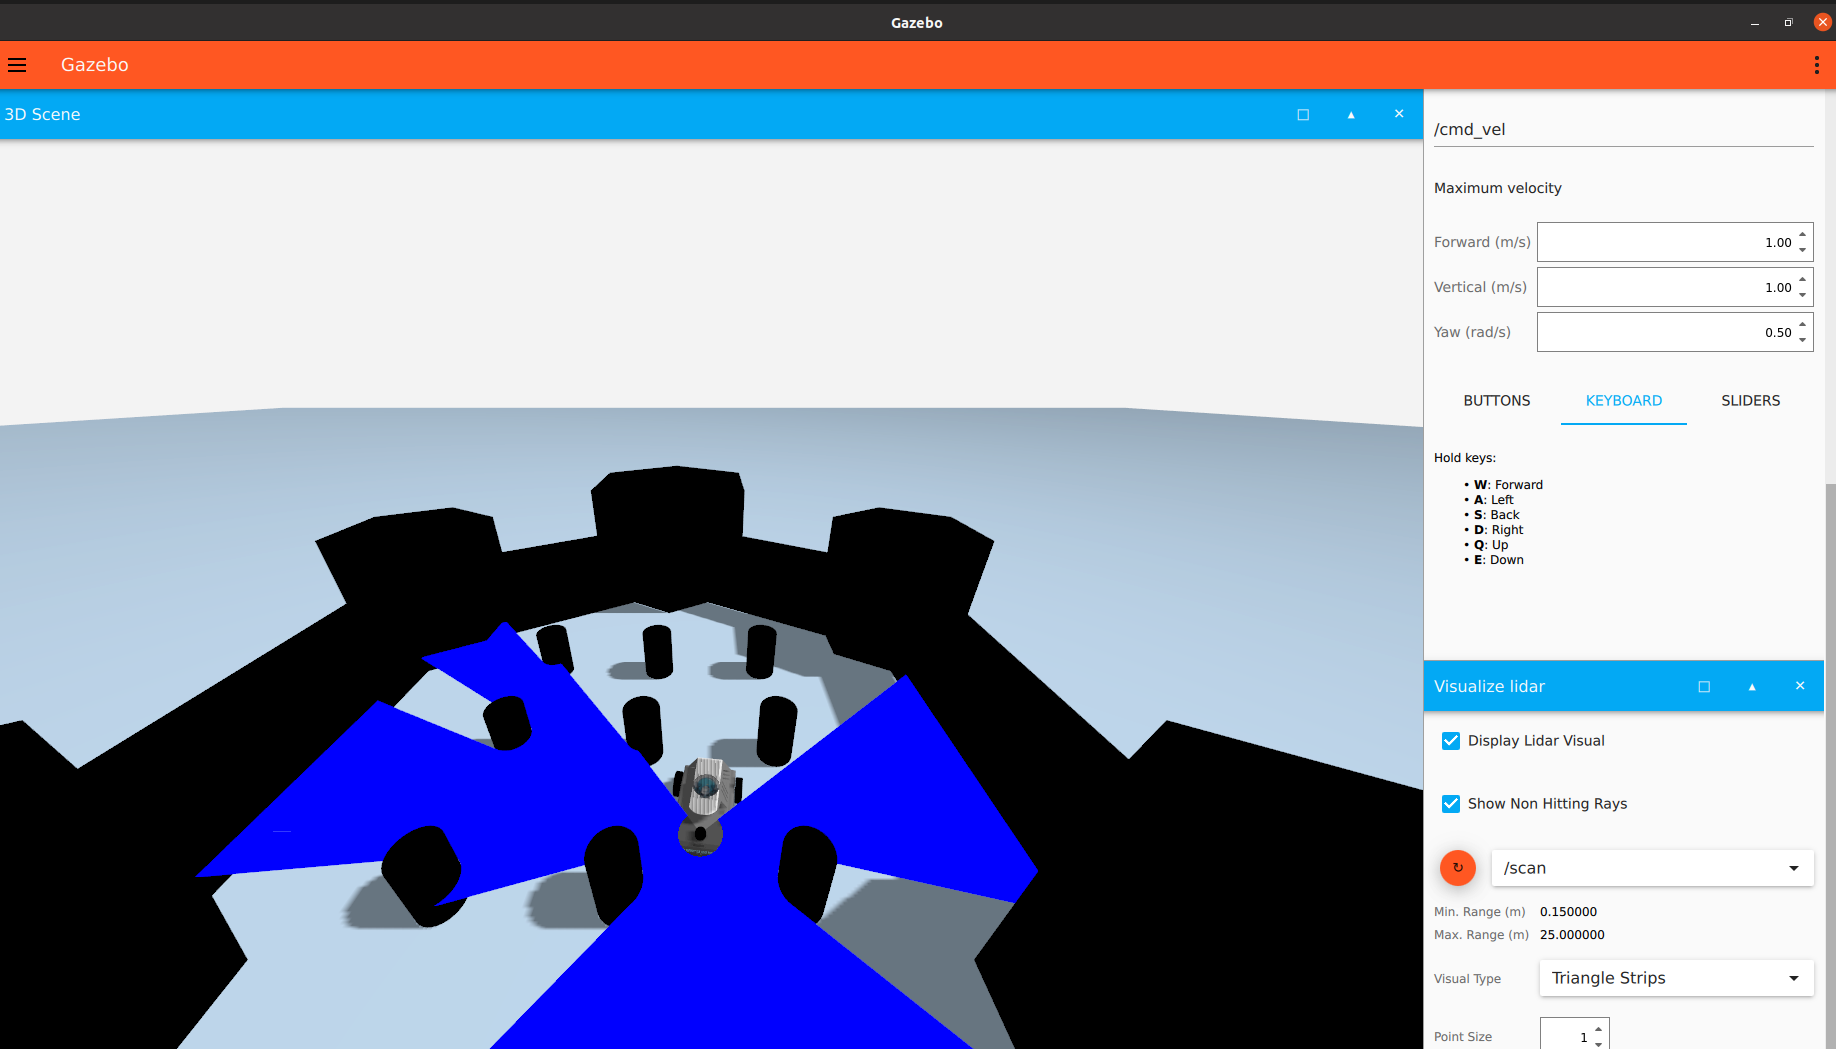 Gazebo
Gazebo
3D Scene
/cmd_vel
Maximum velocity
Forward (m/s) 1.00
Vertical (m/s) 1.00
Yaw (rad/s) 0.50
BUTTONS KEYBOARD SLIDERS
Hold keys:
• W: Forward
• A: Left
• S: Back
• D: Right
• Q: Up
• E: Down
Visualize lidar
Display Lidar Visual
Show Non Hitting Rays
/scan
Min. Range (m) 0.150000
Max. Range (m) 25.000000
Visual Type Triangle Strips
Point Size 1